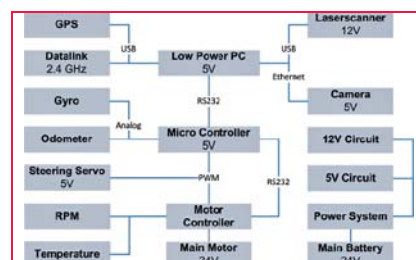 GPS
Laserscanner
12V
USB
USB
Datalink
2.4 GHz
Low Power PC
5V
Ethernet
Gyro
RS232
Camera
5V
Analog
Odometer
Micro Controller
5V
12V Circuit
Steering Servo
5V
PWM
RS232
5V Circuit
RPM
Motor
Controller
Power System
Temperature
Main Motor
24V
Main Battery
24V